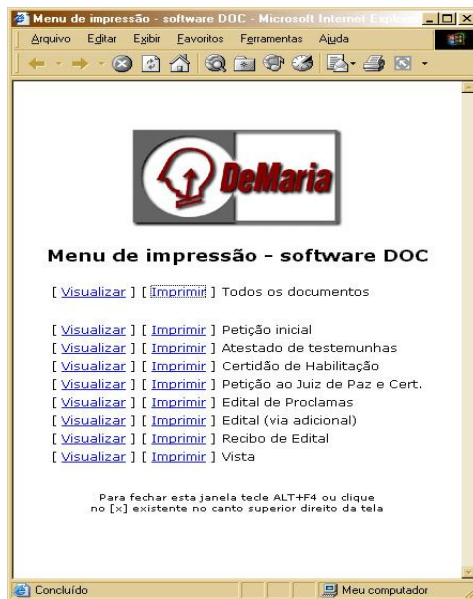 Menu de impressão - software DOC - Microsoft Internet Explorer
Arquivo Editar Exibir Favoritos Ferramentas Ajuda
DeMaria
Menu de impressão - software DOC
[ Visualizar ] [ Imprimir ] Todos os documentos
[ Visualizar ] [ Imprimir ] Petição inicial
[ Visualizar ] [ Imprimir ] Atestado de testemunhas
[ Visualizar ] [ Imprimir ] Certidão de Habilitação
[ Visualizar ] [ Imprimir ] Petição ao Juiz de Paz e Cert.
[ Visualizar ] [ Imprimir ] Edital de Proclamas
[ Visualizar ] [ Imprimir ] Edital (via adicional)
[ Visualizar ] [ Imprimir ] Recibo de Edital
[ Visualizar ] [ Imprimir ] Vista
Para fechar esta janela tecle ALT+F4 ou clique
no [x] existente no canto superior direito da tela
Concluído Meu computador